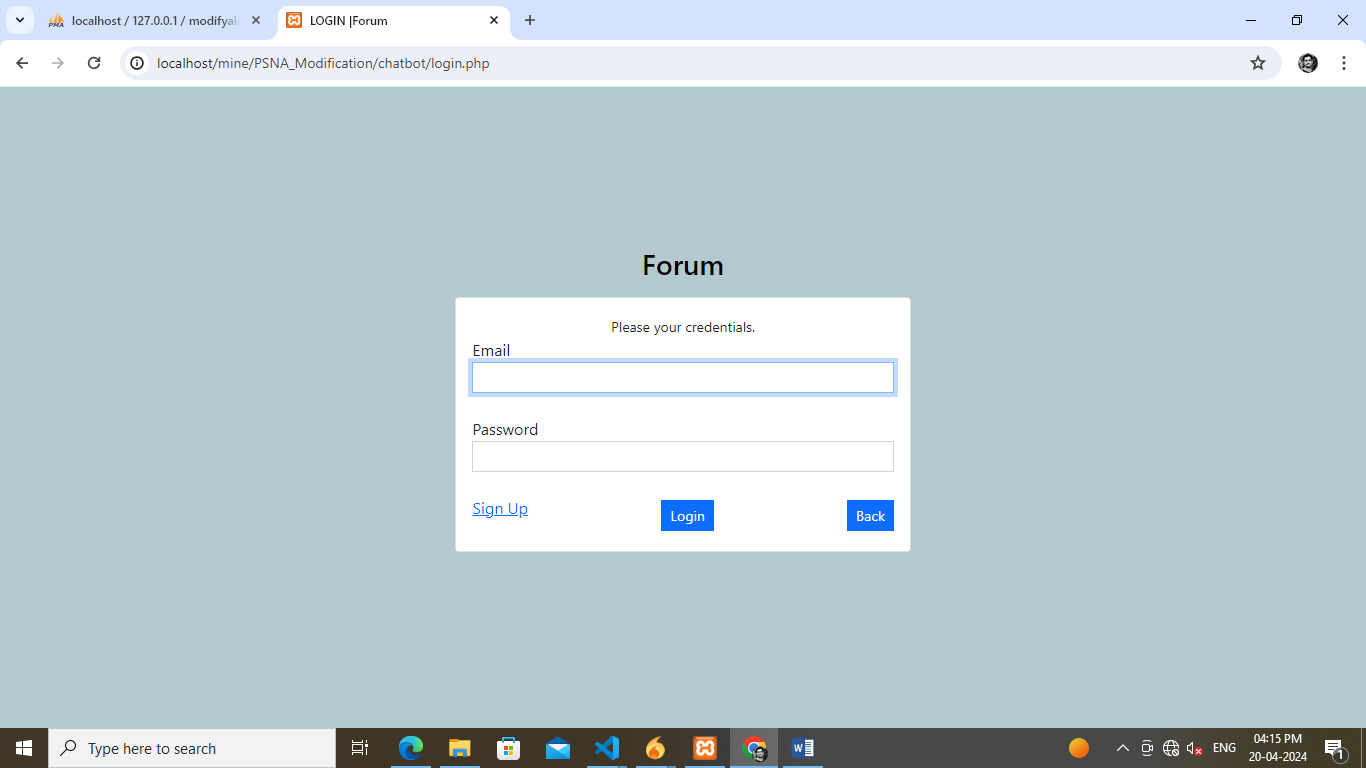 localhost / 127.0.0.1 / modifyal
LOGIN |Forum
localhost/mine/PSNA_Modification/chatbot/login.php
Forum
Please your credentials.
Email
Password
Sign Up
Login
Back
Type here to search
ENG
04:15 PM
20-04-2024
1